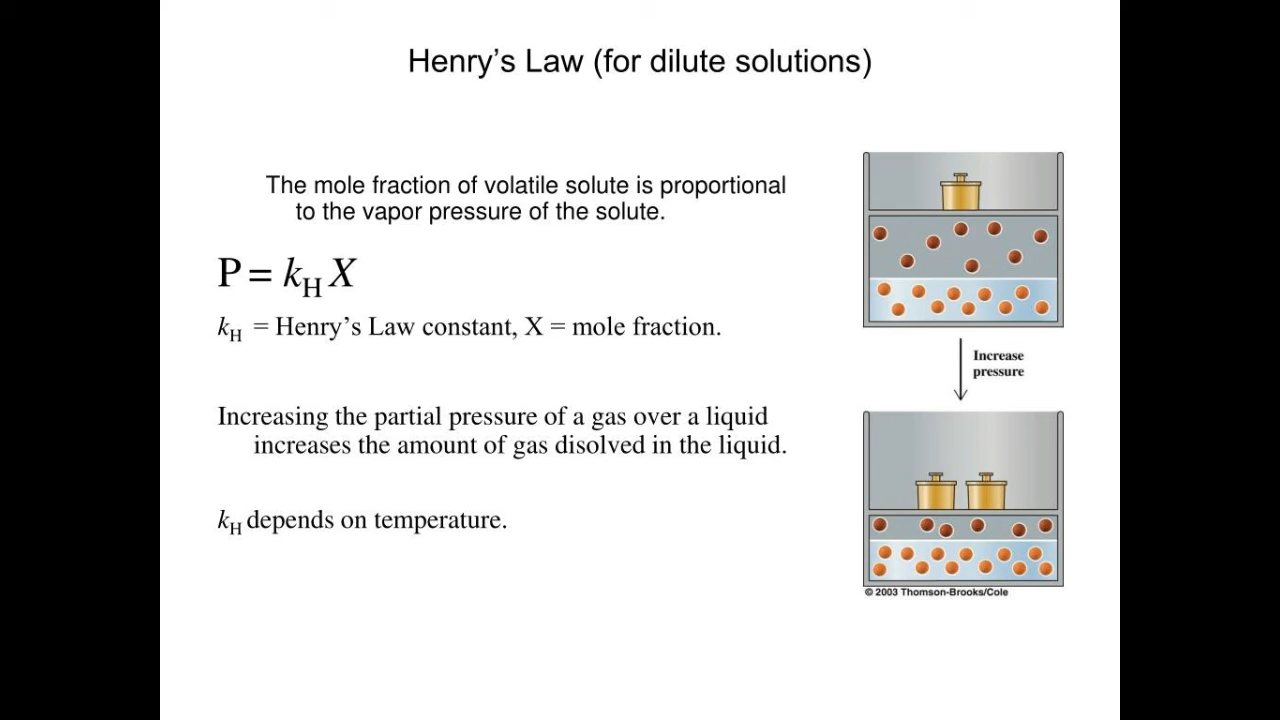 Henry’s Law (for dilute solutions)
The mole fraction of volatile solute is proportional
to the vapor pressure of the solute.
P = kH X
kH = Henry’s Law constant, X = mole fraction.
Increasing the partial pressure of a gas over a liquid
increases the amount of gas disolved in the liquid.
kH depends on temperature.
Increase
pressure
© 2003 Thomson-Brooks/Cole